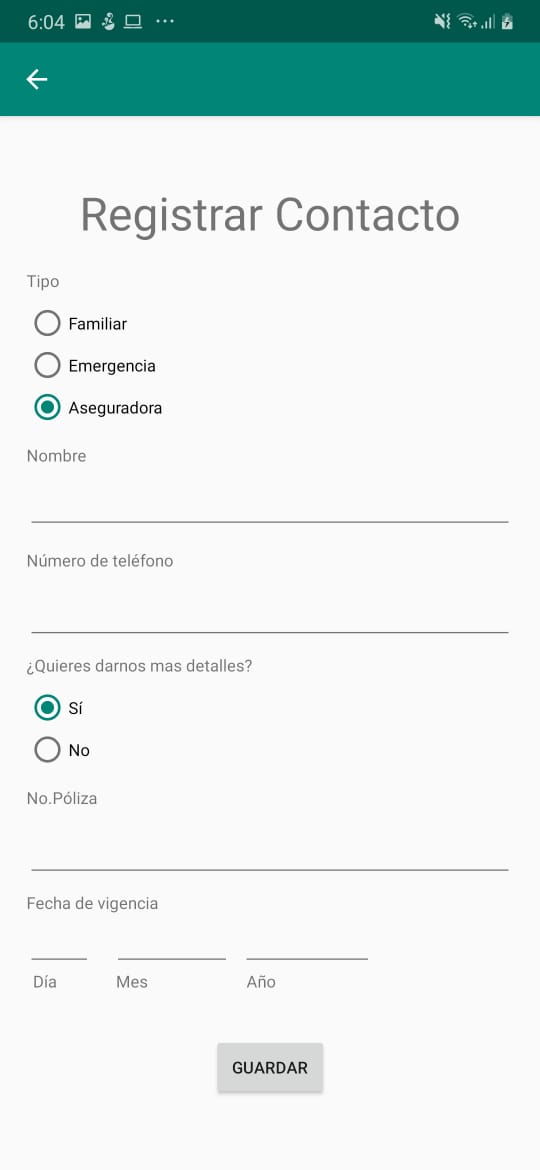 6:04
Registrar Contacto
Tipo
Familiar
Emergencia
Aseguradora
Nombre
Número de teléfono
¿Quieres darnos mas detalles?
Sí
No
No.Póliza
Fecha de vigencia
Día Mes Año
GUARDAR